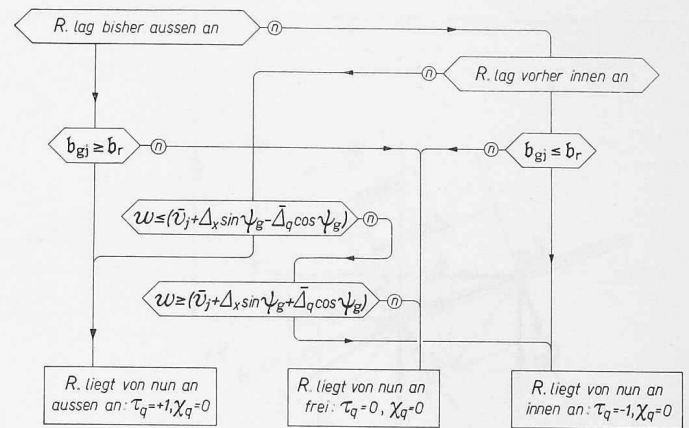 R. lag bisher aussen an
n
n
R. lag vorher innen an
b_gj ≥ b_r
n
n
b_gj ≤ b_r
w ≤ (v̄_j + Δ_x sin ψ_g - Δ̄_q cos ψ_g)
n
w ≥ (v̄_j + Δ_x sin ψ_g + Δ̄_q cos ψ_g)
n
R. liegt von nun an
aussen an: τ_q = +1, χ_q = 0
R. liegt von nun an
frei: τ_q = 0, χ_q = 0
R. liegt von nun an
innen an: τ_q = -1, χ_q = 0